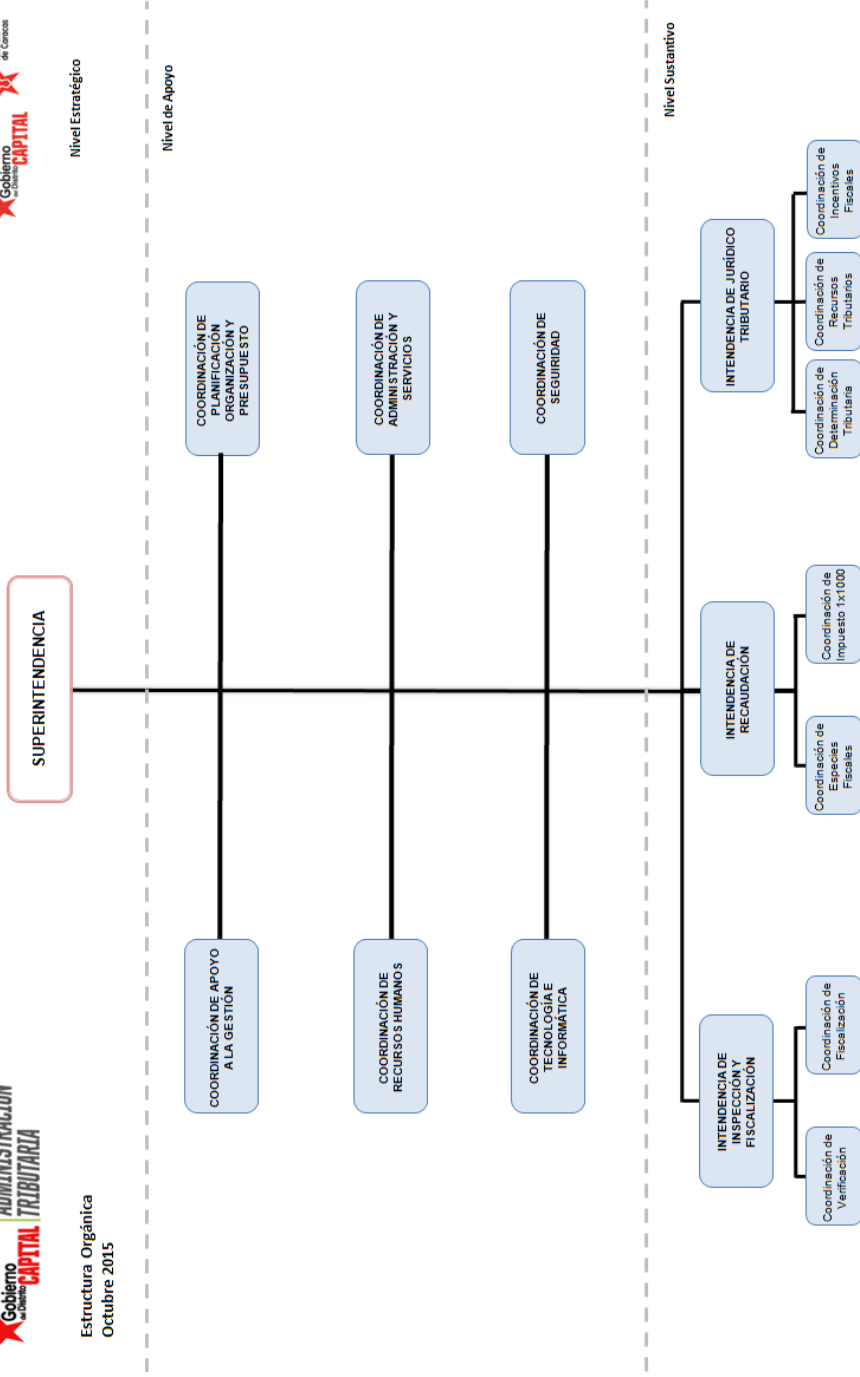 Gobierno
del Distrito
CAPITAL
ADMINISTRACIÓN
TRIBUTARIA
Gobierno
del Distrito
CAPITAL
de Caracas
Estructura Orgánica
Octubre 2015
SUPERINTENDENCIA
Nivel Estratégico
Nivel de Apoyo
COORDINACIÓN DE APOYO
A LA GESTIÓN
COORDINACIÓN DE
PLANIFICACIÓN
ORGANIZACIÓN Y
PRESUPUESTO
COORDINACIÓN DE
RECURSOS HUMANOS
COORDINACIÓN DE
ADMINISTRACIÓN Y
SERVICIOS
COORDINACIÓN DE
TECNOLOGÍA E
INFORMÁTICA
COORDINACIÓN DE
SEGUIRIDAD
Nivel Sustantivo
INTENDENCIA DE
INSPECCIÓN Y
FISCALIZACIÓN
INTENDENCIA DE
RECAUDACIÓN
INTENDENCIA DE JURÍDICO
TRIBUTARIO
Coordinación de
Verificación
Coordinación de
Fiscalización
Coordinación de
Especies
Fiscales
Coordinación de
Impuesto 1x1000
Coordinación de
Determinación
Tributaria
Coordinación de
Recursos
Tributarios
Coordinación de
Incentivos
Fiscales